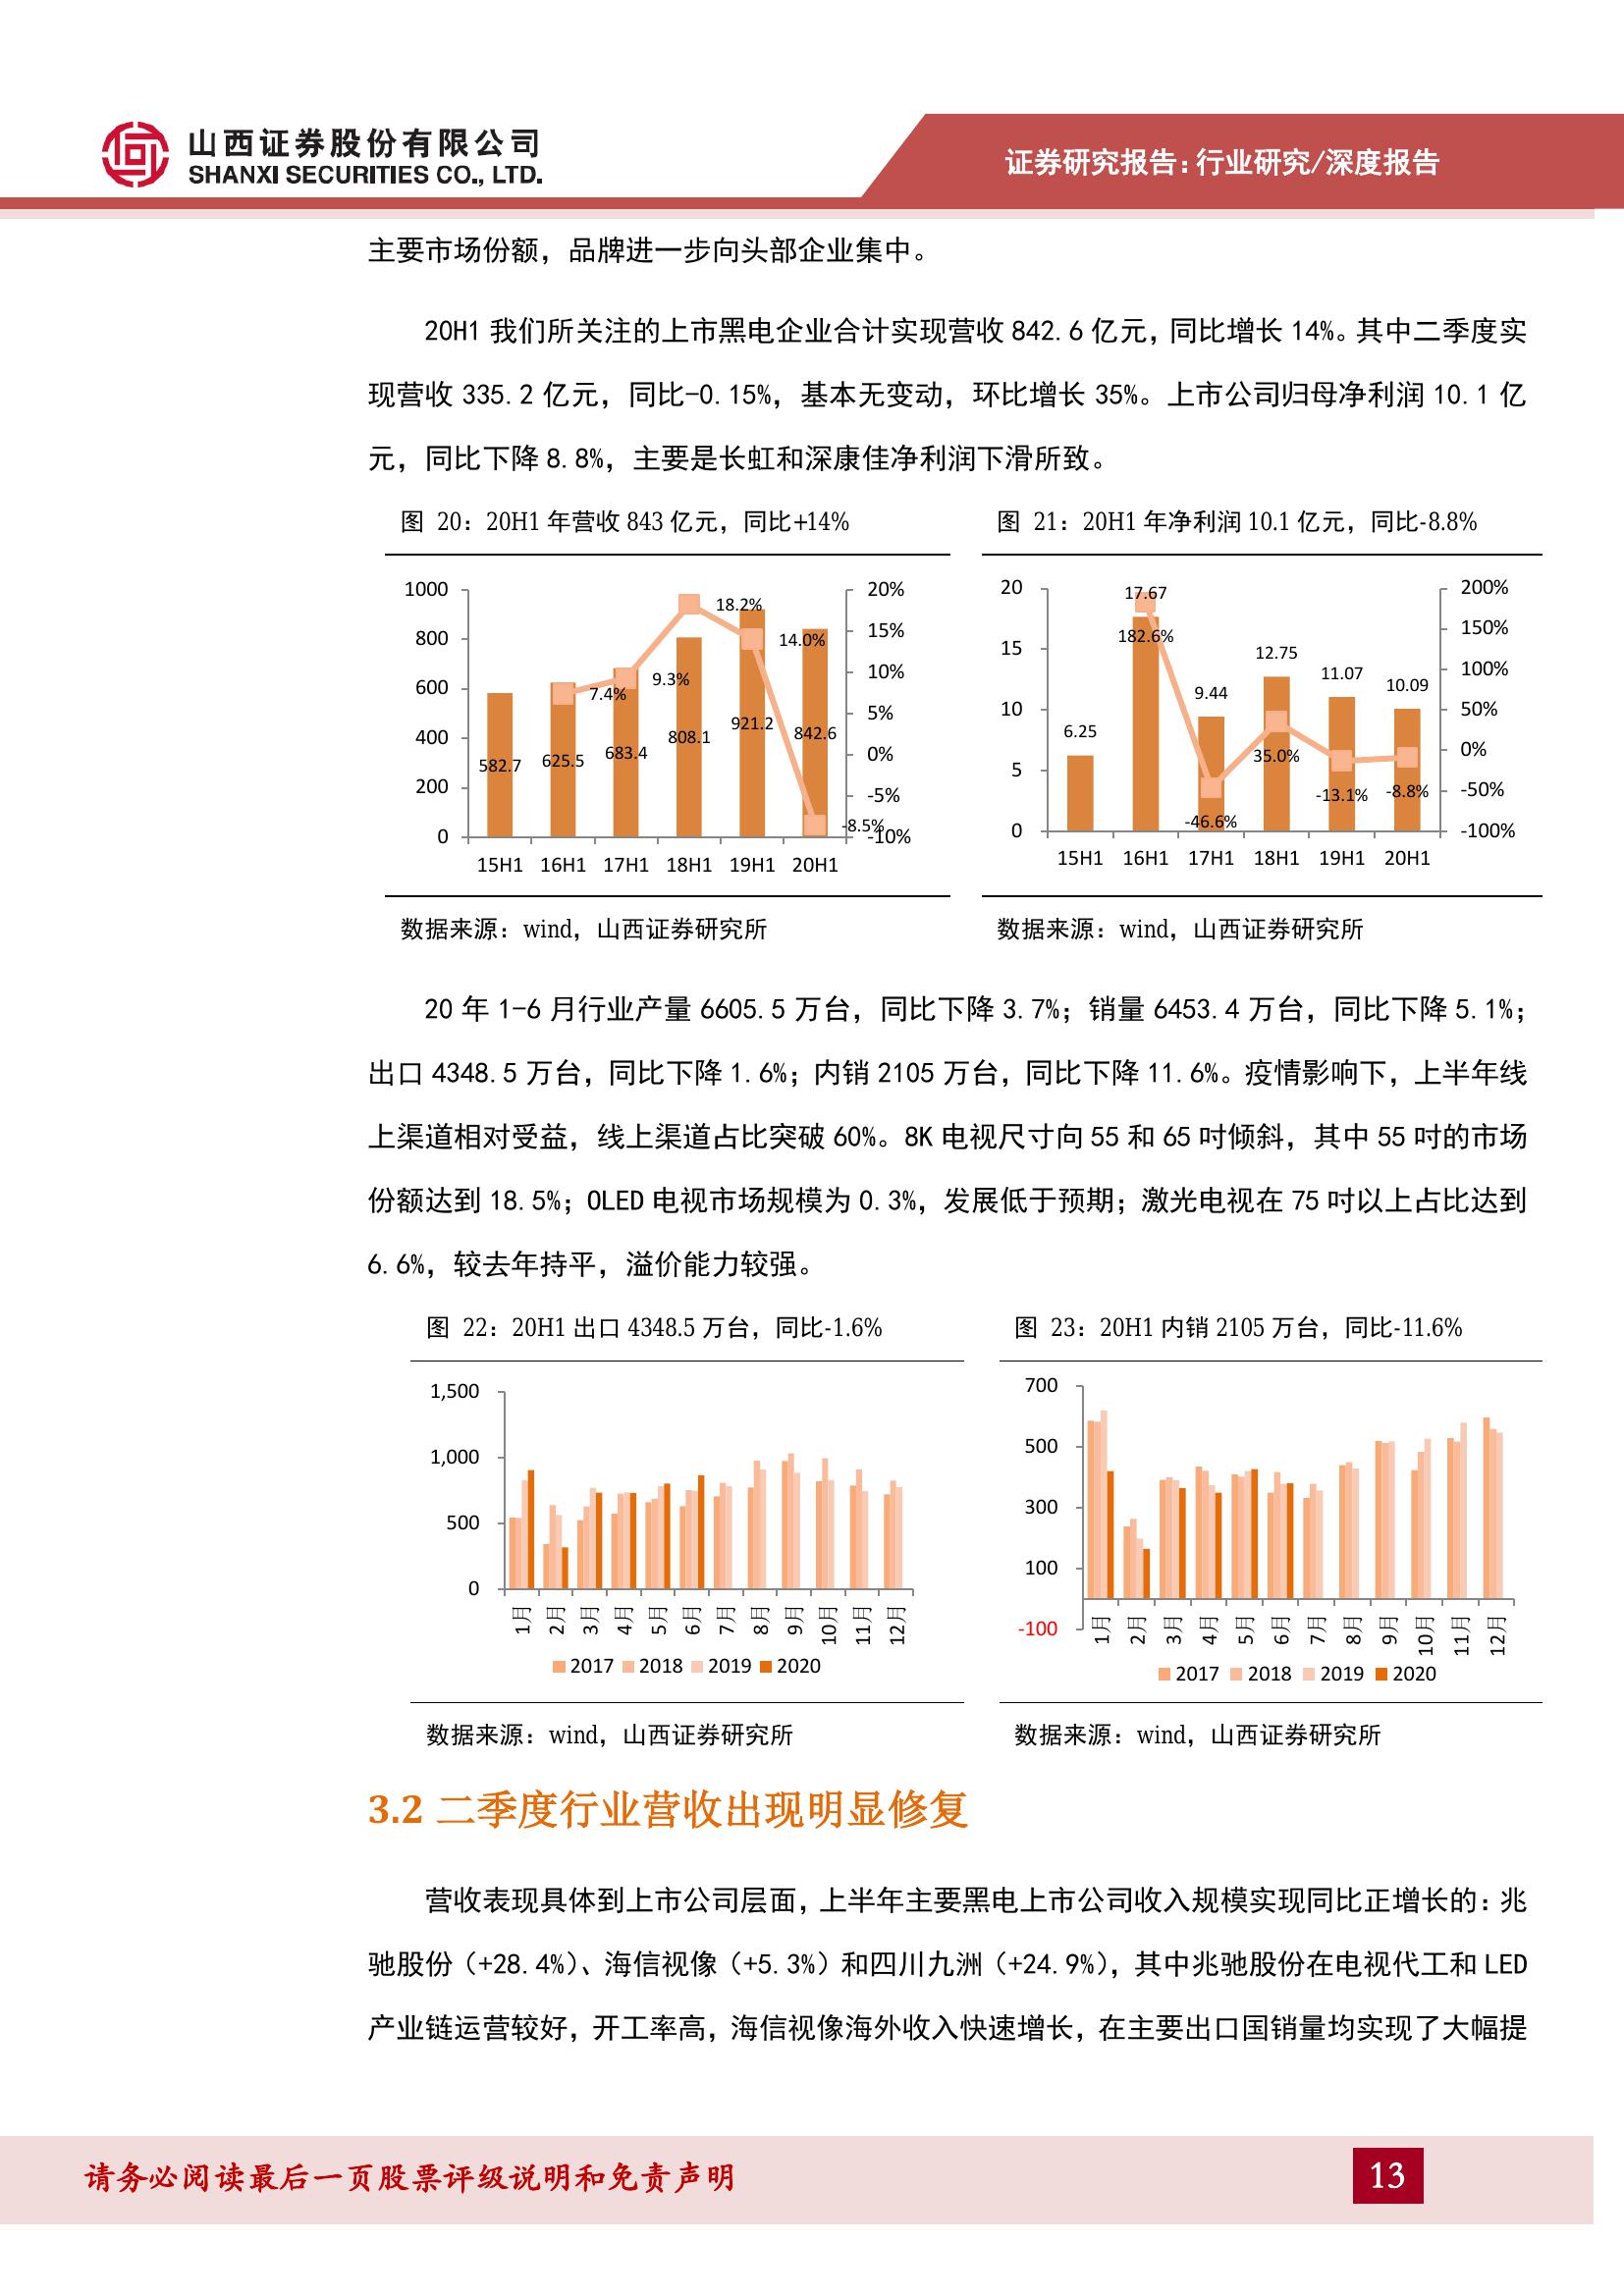 山西证券股份有限公司
SHANXI SECURITIES CO., LTD.
证券研究报告：行业研究/深度报告
主要市场份额，品牌进一步向头部企业集中。
20H1 我们所关注的上市黑电企业合计实现营收 842.6 亿元，同比增长 14%。其中二季度实
现营收 335.2 亿元，同比-0.15%，基本无变动，环比增长 35%。上市公司归母净利润 10.1 亿
元，同比下降 8.8%，主要是长虹和深康佳净利润下滑所致。
图 20：20H1 年营收 843 亿元，同比+14%
1000
800
600
400
200
0
20%
15%
10%
5%
0%
-5%
-10%
582.7
625.5
683.4
808.1
921.2
842.6
7.4%
9.3%
18.2%
14.0%
-8.5%
15H1 16H1 17H1 18H1 19H1 20H1
数据来源：wind，山西证券研究所
图 21：20H1 年净利润 10.1 亿元，同比-8.8%
20
15
10
5
0
200%
150%
100%
50%
0%
-50%
-100%
6.25
17.67
9.44
12.75
11.07
10.09
182.6%
-46.6%
35.0%
-13.1%
-8.8%
15H1 16H1 17H1 18H1 19H1 20H1
数据来源：wind，山西证券研究所
20 年 1-6 月行业产量 6605.5 万台，同比下降 3.7%；销量 6453.4 万台，同比下降 5.1%；
出口 4348.5 万台，同比下降 1.6%；内销 2105 万台，同比下降 11.6%。疫情影响下，上半年线
上渠道相对受益，线上渠道占比突破 60%。8K 电视尺寸向 55 和 65 吋倾斜，其中 55 吋的市场
份额达到 18.5%；OLED 电视市场规模为 0.3%，发展低于预期；激光电视在 75 吋以上占比达到
6.6%，较去年持平，溢价能力较强。
图 22：20H1 出口 4348.5 万台，同比-1.6%
1,500
1,000
500
0
1月 2月 3月 4月 5月 6月 7月 8月 9月 10月 11月 12月
2017 2018 2019 2020
数据来源：wind，山西证券研究所
图 23：20H1 内销 2105 万台，同比-11.6%
700
500
300
100
-100
1月 2月 3月 4月 5月 6月 7月 8月 9月 10月 11月 12月
2017 2018 2019 2020
数据来源：wind，山西证券研究所
3.2 二季度行业营收出现明显修复
营收表现具体到上市公司层面，上半年主要黑电上市公司收入规模实现同比正增长的：兆
驰股份（+28.4%）、海信视像（+5.3%）和四川九洲（+24.9%），其中兆驰股份在电视代工和 LED
产业链运营较好，开工率高，海信视像海外收入快速增长，在主要出口国销量均实现了大幅提
请务必阅读最后一页股票评级说明和免责声明
13